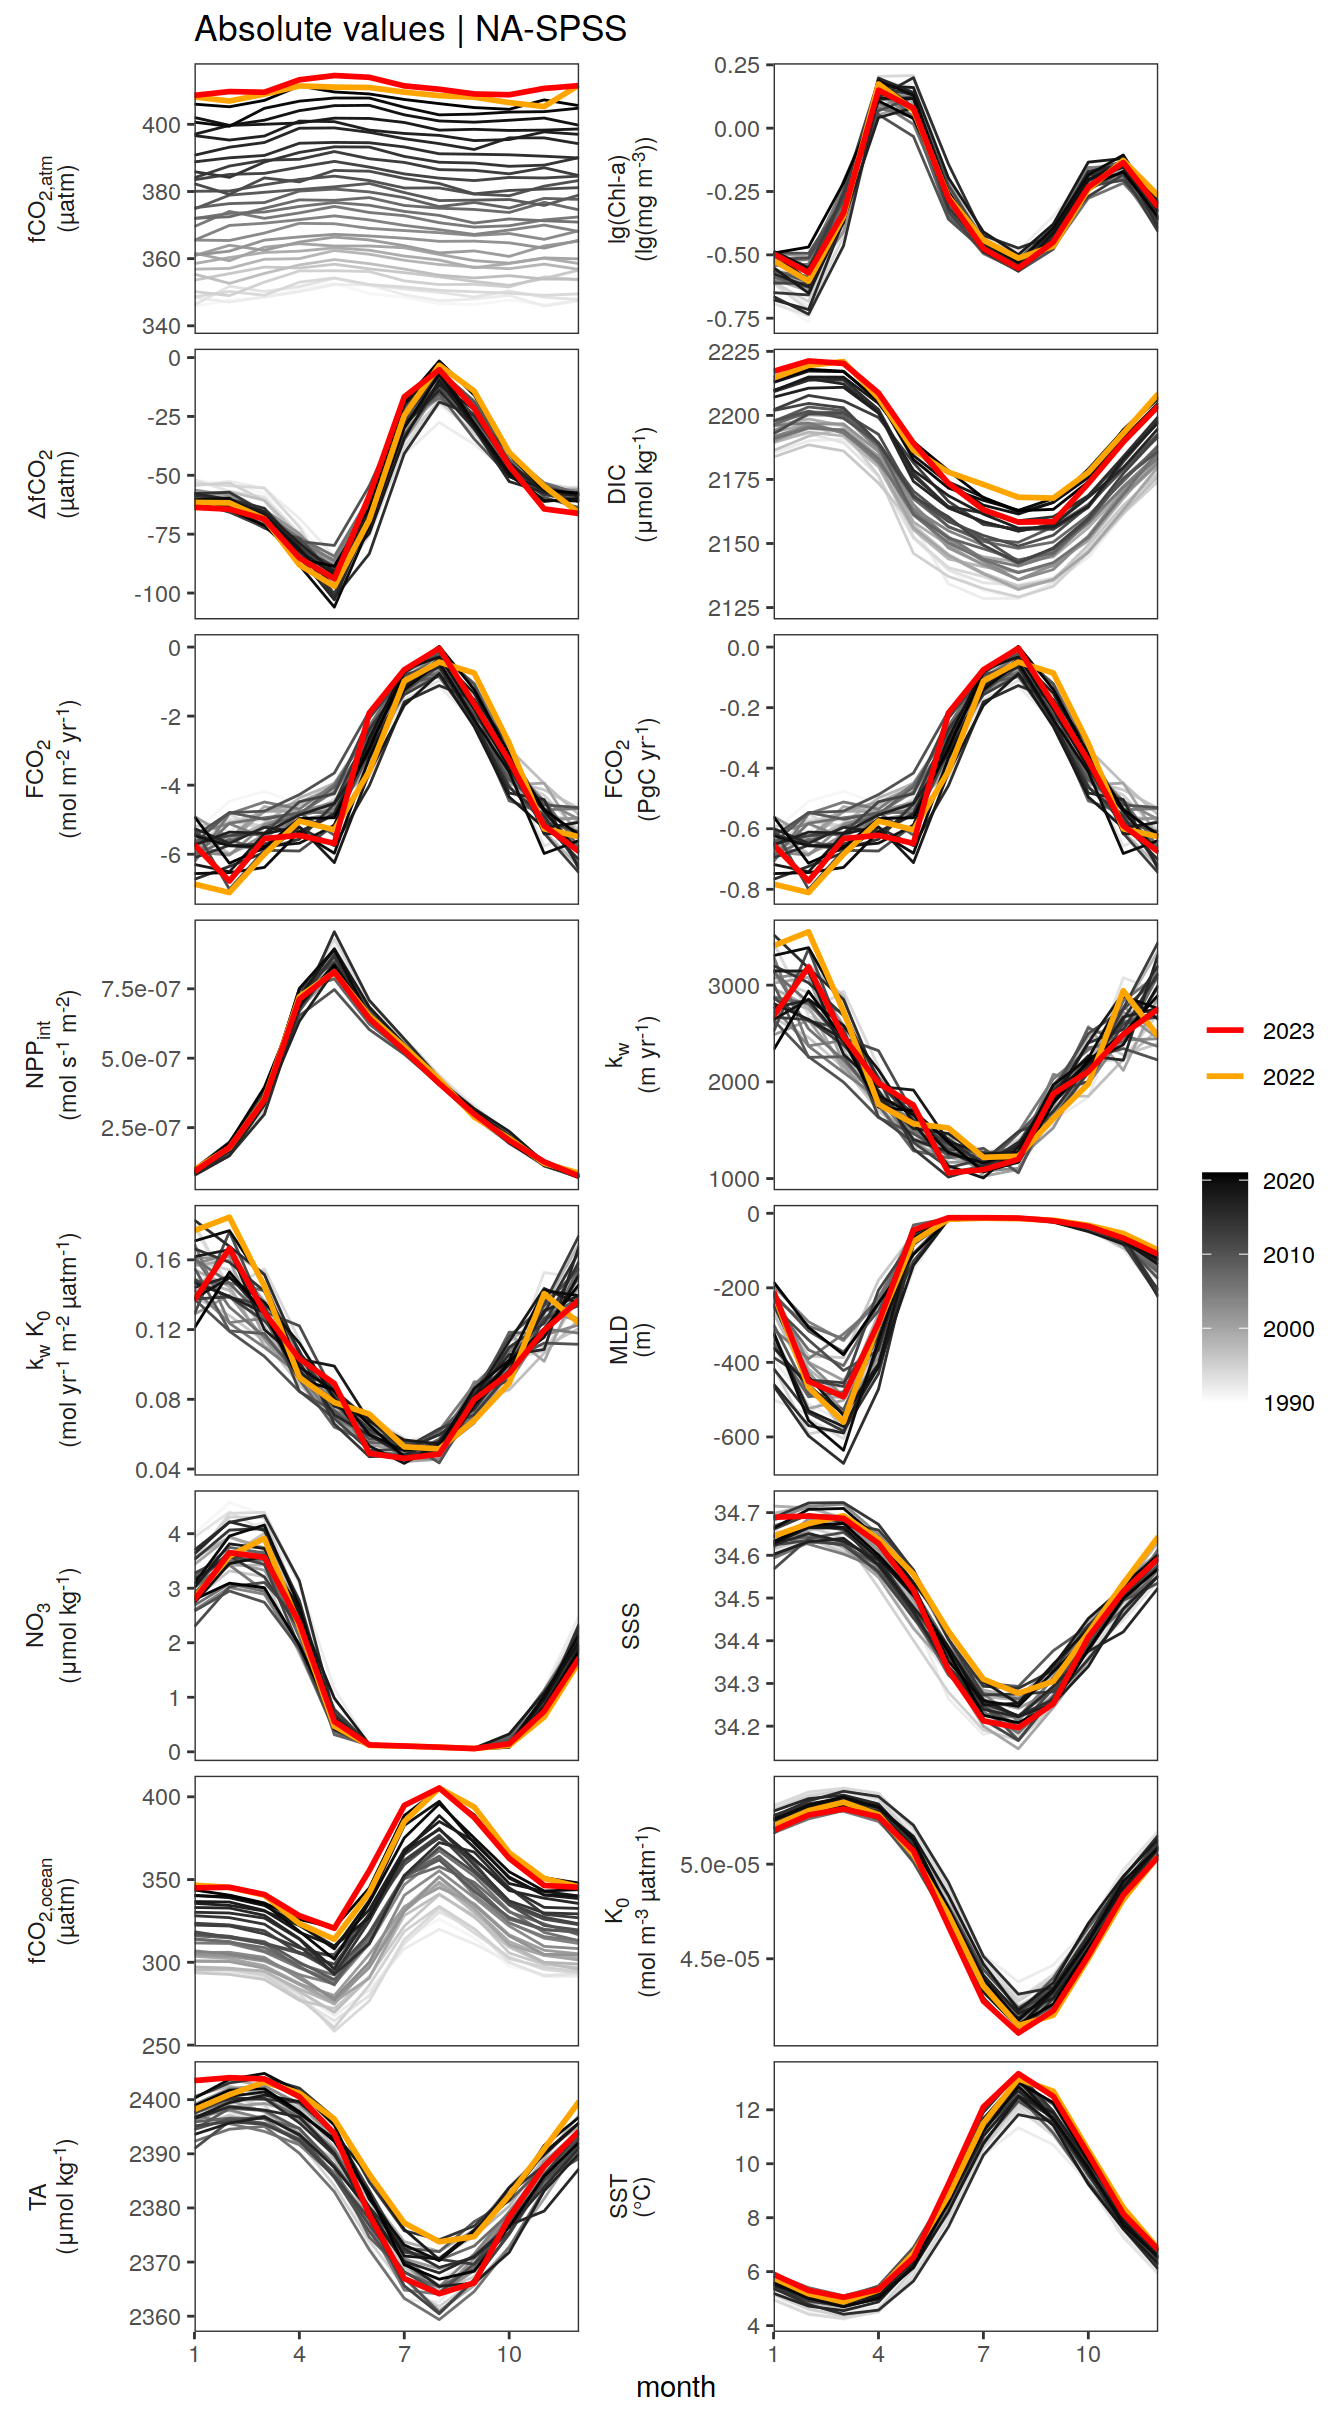 Absolute values | NA-SPSS
fCO2,atm
(µatm)
400
380
360
340
lg(Chl-a)
(lg(mg m-3))
0.25
0.00
-0.25
-0.50
-0.75
ΔfCO2
(µatm)
0
-25
-50
-75
-100
DIC
(µmol kg-1)
2225
2200
2175
2150
2125
FCO2
(mol m-2 yr-1)
0
-2
-4
-6
FCO2
(PgC yr-1)
0.0
-0.2
-0.4
-0.6
-0.8
NPPint
(mol s-1 m-2)
7.5e-07
5.0e-07
2.5e-07
kw
(m yr-1)
3000
2000
1000
2023
2022
2020
2010
2000
1990
kw K0
(mol yr-1 m-2 µatm-1)
0.16
0.12
0.08
0.04
MLD
(m)
0
-200
-400
-600
NO3
(µmol kg-1)
4
3
2
1
0
SSS
34.7
34.6
34.5
34.4
34.3
34.2
fCO2,ocean
(µatm)
400
350
300
250
K0
(mol m-3 µatm-1)
5.0e-05
4.5e-05
TA
(µmol kg-1)
2400
2390
2380
2370
2360
SST
(°C)
12
10
8
6
4
1 4 7 10
1 4 7 10
month